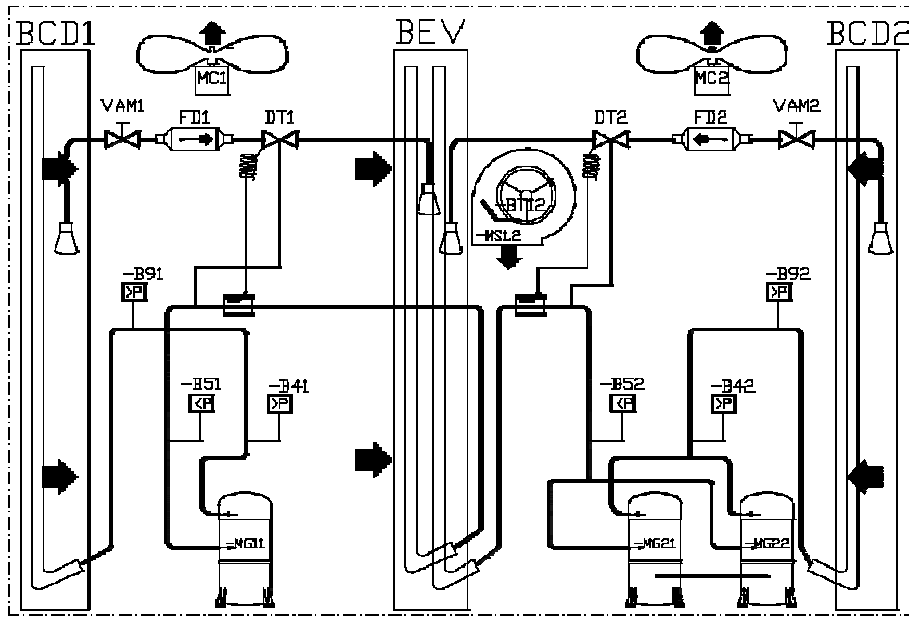 BCD1 BEV BCD2
MC1 MC2
VAM1 FD1 DT1 DT2 FD2 VAM2
-BT12
-MSL2
-B91 -B92
>P >P
-B51 -B41 -B52 -B42
<P >P <P >P
-MG11 -MG21 -MG22